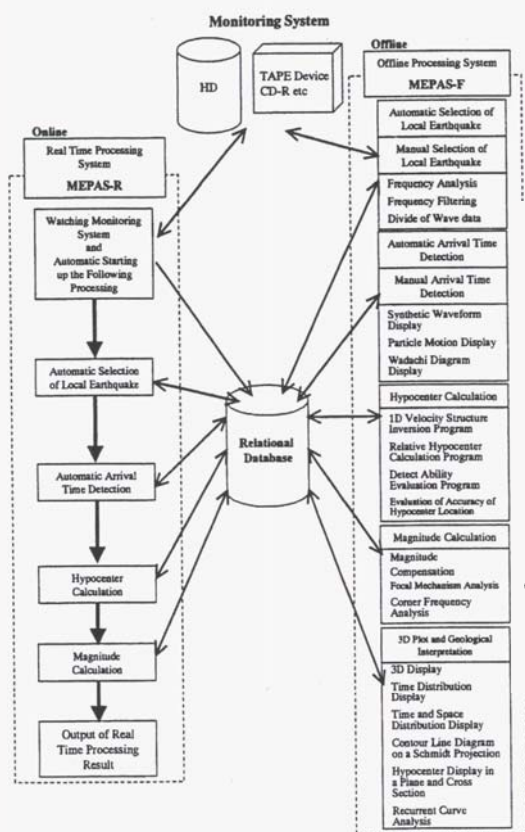 Monitoring System
HD
TAPE Device
CD-R etc
Online
Real Time Processing
System
MEPAS-R
Watching Monitoring
System
and
Automatic Starting
up the Following
Processing
Automatic Selection
of Local Earthquake
Automatic Arrival
Time Detection
Hypocenter
Calculation
Magnitude
Calculation
Output of Real
Time Processing
Result
Relational
Database
Offline
Offline Processing System
MEPAS-F
Automatic Selection
of Local Earthquake
Manual Selection
of Local Earthquake
Frequency Analysis
Frequency Filtering
Divide of Wave data
Automatic Arrival Time
Detection
Manual Arrival Time
Detection
Synthetic Waveform
Display
Particle Motion Display
Wadachi Diagram
Display
Hypocenter Calculation
1D Velocity Structure
Inversion Program
Relative Hypocenter
Calculation Program
Detect Ability
Evaluation Program
Evaluation of Accuracy of
Hypocenter Location
Magnitude Calculation
Magnitude
Compensation
Focal Mechanism Analysis
Corner Frequency
Analysis
3D Plot and Geological
Interpretation
3D Display
Time Distribution
Display
Time and Space
Distribution Display
Contour Line Diagram
on a Schmidt Projection
Hypocenter Display in
a Plane and Cross
Section
Recurrent Curve
Analysis